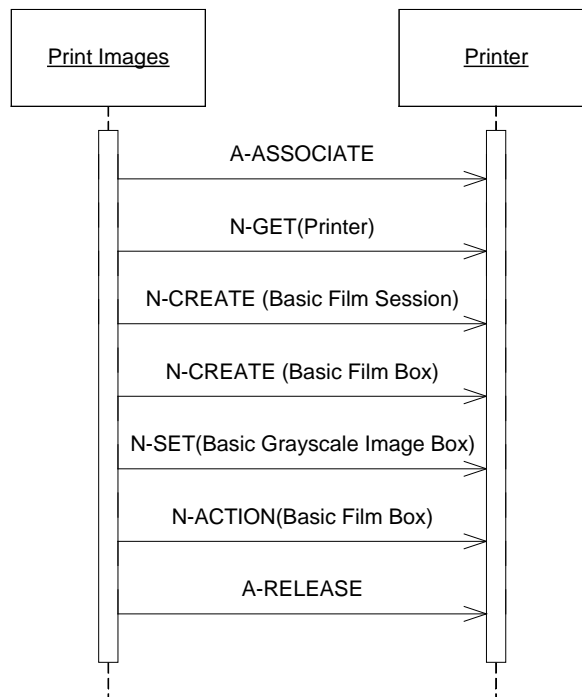 Print Images
Printer
A-ASSOCIATE
N-GET(Printer)
N-CREATE (Basic Film Session)
N-CREATE (Basic Film Box)
N-SET(Basic Grayscale Image Box)
N-ACTION(Basic Film Box)
A-RELEASE